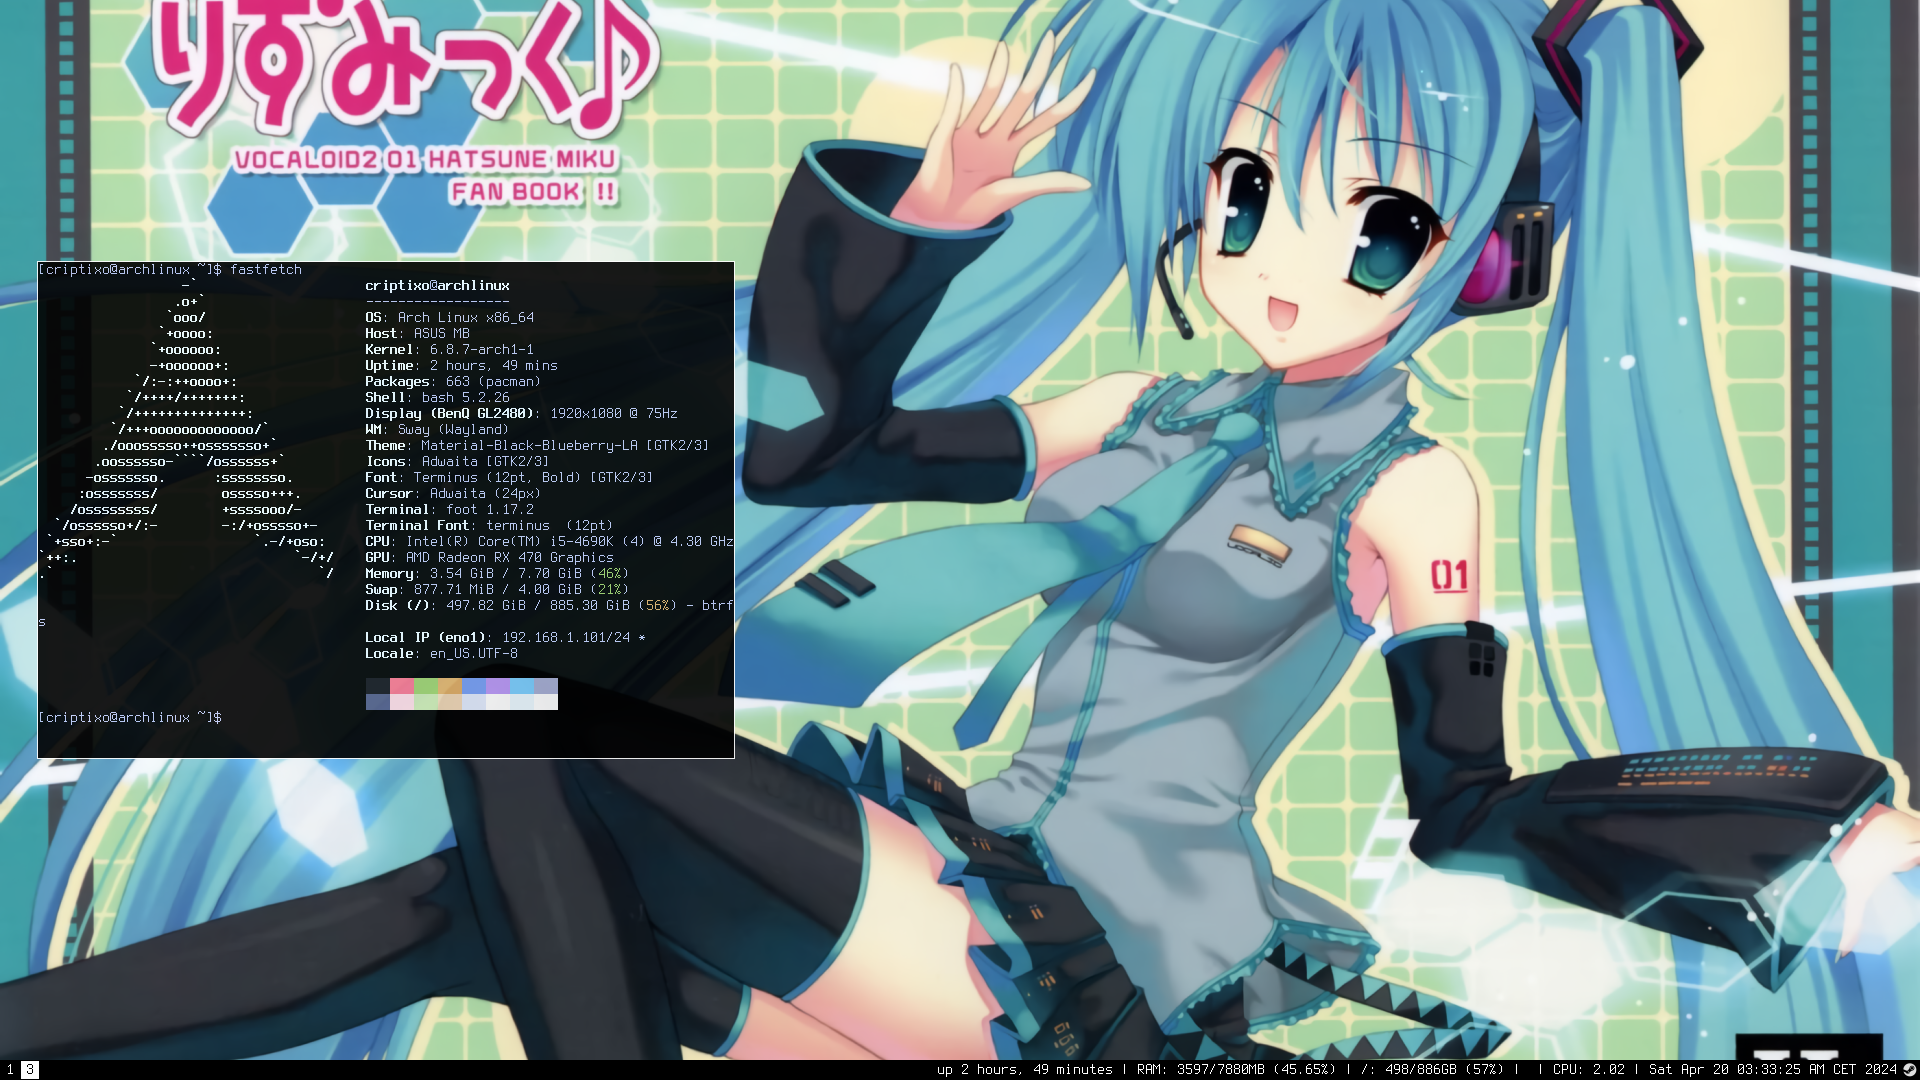 りずみっく♪
VOCALOID2 01 HATSUNE MIKU
FAN BOOK !!
[criptixo@archlinux ~]$ fastfetch
criptixo@archlinux
------------------
OS: Arch Linux x86_64
Host: ASUS MB
Kernel: 6.8.7-arch1-1
Uptime: 2 hours, 49 mins
Packages: 663 (pacman)
Shell: bash 5.2.26
Display (BenQ GL2480): 1920x1080 @ 75Hz
WM: Sway (Wayland)
Theme: Material-Black-Blueberry-LA [GTK2/3]
Icons: Adwaita [GTK2/3]
Font: Terminus (12pt, Bold) [GTK2/3]
Cursor: Adwaita (24px)
Terminal: foot 1.17.2
Terminal Font: terminus  (12pt)
CPU: Intel(R) Core(TM) i5-4690K (4) @ 4.30 GHz
GPU: AMD Radeon RX 470 Graphics
Memory: 3.54 GiB / 7.70 GiB (46%)
Swap: 877.71 MiB / 4.00 GiB (21%)
Disk (/): 497.82 GiB / 885.30 GiB (56%) - btrf
s
Local IP (eno1): 192.168.1.101/24 *
Locale: en_US.UTF-8
[criptixo@archlinux ~]$
01
1 3
up 2 hours, 49 minutes | RAM: 3597/7880MB (45.65%) | /: 498/886GB (57%) |  | CPU: 2.02 | Sat Apr 20 03:33:25 AM CET 2024